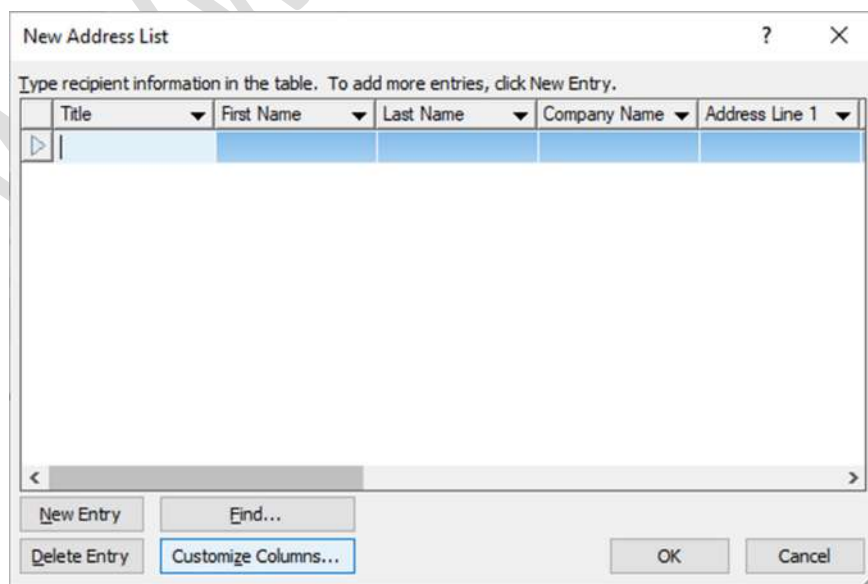 New Address List
Type recipient information in the table. To add more entries, click New Entry.
Title First Name Last Name Company Name Address Line 1
New Entry Find...
Delete Entry Customize Columns... OK Cancel